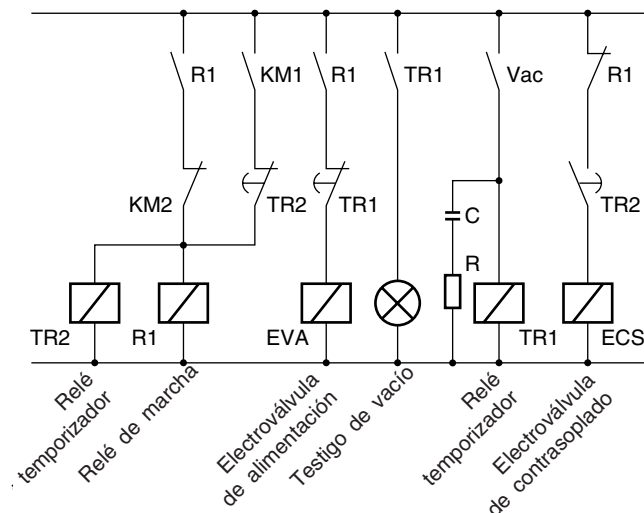 R1
KM1
R1
TR1
Vac
R1
KM2
TR2
TR1
C
TR2
R
TR2
R1
EVA
TR1
ECS
Relé
temporizador
Relé de marcha
Electroválvula
de alimentación
Testigo de vacío
Relé
temporizador
Electroválvula
de contrasoplado